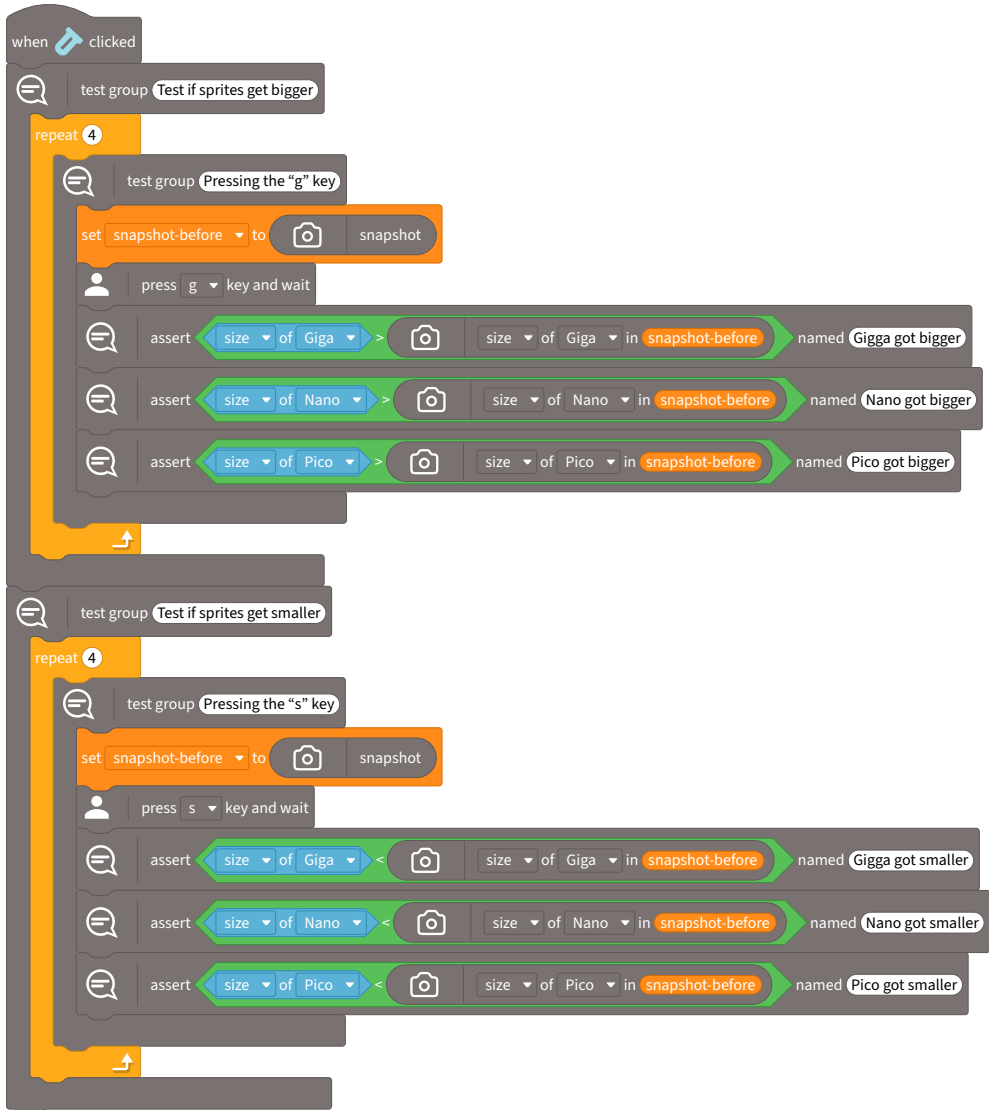 when clicked
test group Test if sprites get bigger
repeat 4
test group Pressing the “g” key
set snapshot-before to snapshot
press g key and wait
assert size of Giga > size of Giga in snapshot-before named Gigga got bigger
assert size of Nano > size of Nano in snapshot-before named Nano got bigger
assert size of Pico > size of Pico in snapshot-before named Pico got bigger
test group Test if sprites get smaller
repeat 4
test group Pressing the “s” key
set snapshot-before to snapshot
press s key and wait
assert size of Giga < size of Giga in snapshot-before named Gigga got smaller
assert size of Nano < size of Nano in snapshot-before named Nano got smaller
assert size of Pico < size of Pico in snapshot-before named Pico got smaller